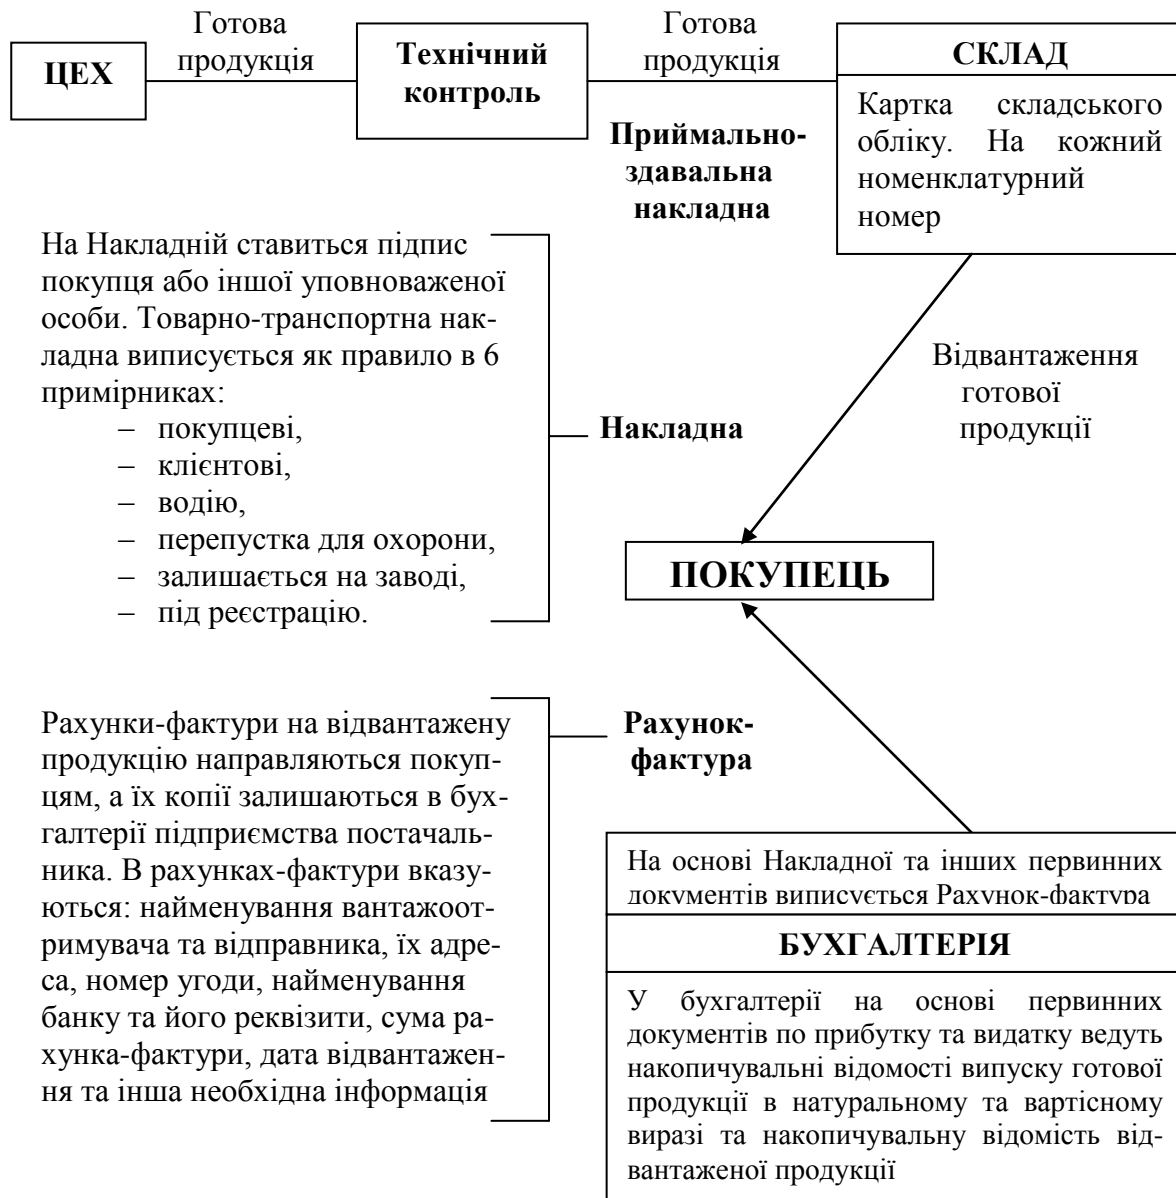 Готова
продукція
Готова
продукція
ЦЕХ
Технічний
контроль
СКЛАД
Картка складського
обліку. На кожний
номенклатурний
номер
Приймально-
здавальна
накладна
На Накладній ставиться підпис
покупця або іншої уповноваженої
особи. Товарно-транспортна нак-
ладна виписується як правило в 6
примірниках:
– покупцеві,
– клієнтові,
– водію,
– перепустка для охорони,
– залишається на заводі,
– під реєстрацію.
Накладна
Відвантаження
готової
продукції
ПОКУПЕЦЬ
Рахунки-фактури на відвантажену
продукцію направляються покуп-
цям, а їх копії залишаються в бух-
галтерії підприємства постачаль-
ника. В рахунках-фактури вказу-
ються: найменування вантажоот-
римувача та відправника, їх адре-
са, номер угоди, найменування
банку та його реквізити, сума ра-
хунка-фактури, дата відвантажен-
ня та інша необхідна інформація
Рахунок-
фактура
На основі Накладної та інших первинних
документів виписується Рахунок-фактура
БУХГАЛТЕРІЯ
У бухгалтерії на основі первинних
документів по прибутку та видатку ведуть
накопичувальні відомості випуску готової
продукції в натуральному та вартісному
виразі та накопичувальну відомість від-
вантаженої продукції